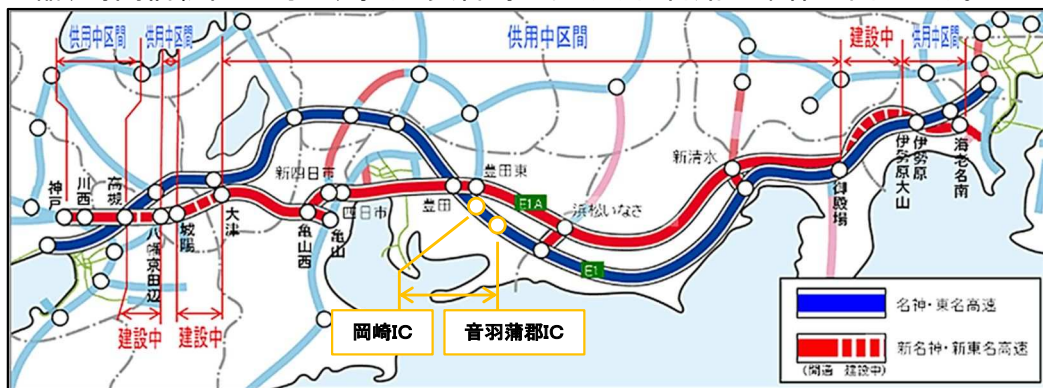 供用中区間
供用中区間
供用中区間
建設中
供用中区間
神戸
川西
高城
八幡京田辺
城陽
大津
新四日市
四日市
亀山西
亀山
豊田
豊田東
E1A
浜松いなさ
E1
新清水
御殿場
伊勢原大山
伊勢原
海老名南
建設中
建設中
岡崎IC
音羽蒲郡IC
名神・東名高速
新名神・新東名高速
(開通 建設中)